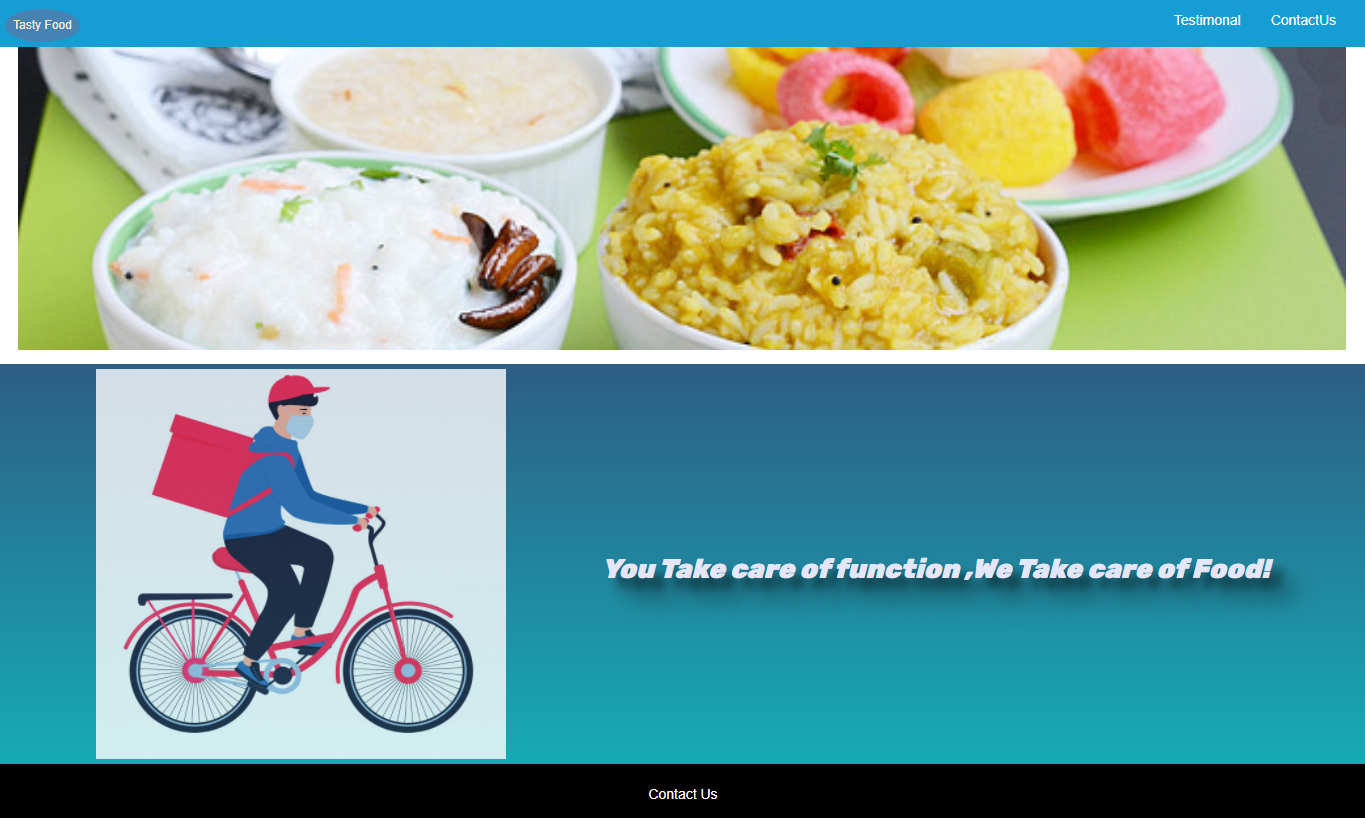 Tasty Food
Testimonal
ContactUs
You Take care of function ,We Take care of Food!
Contact Us